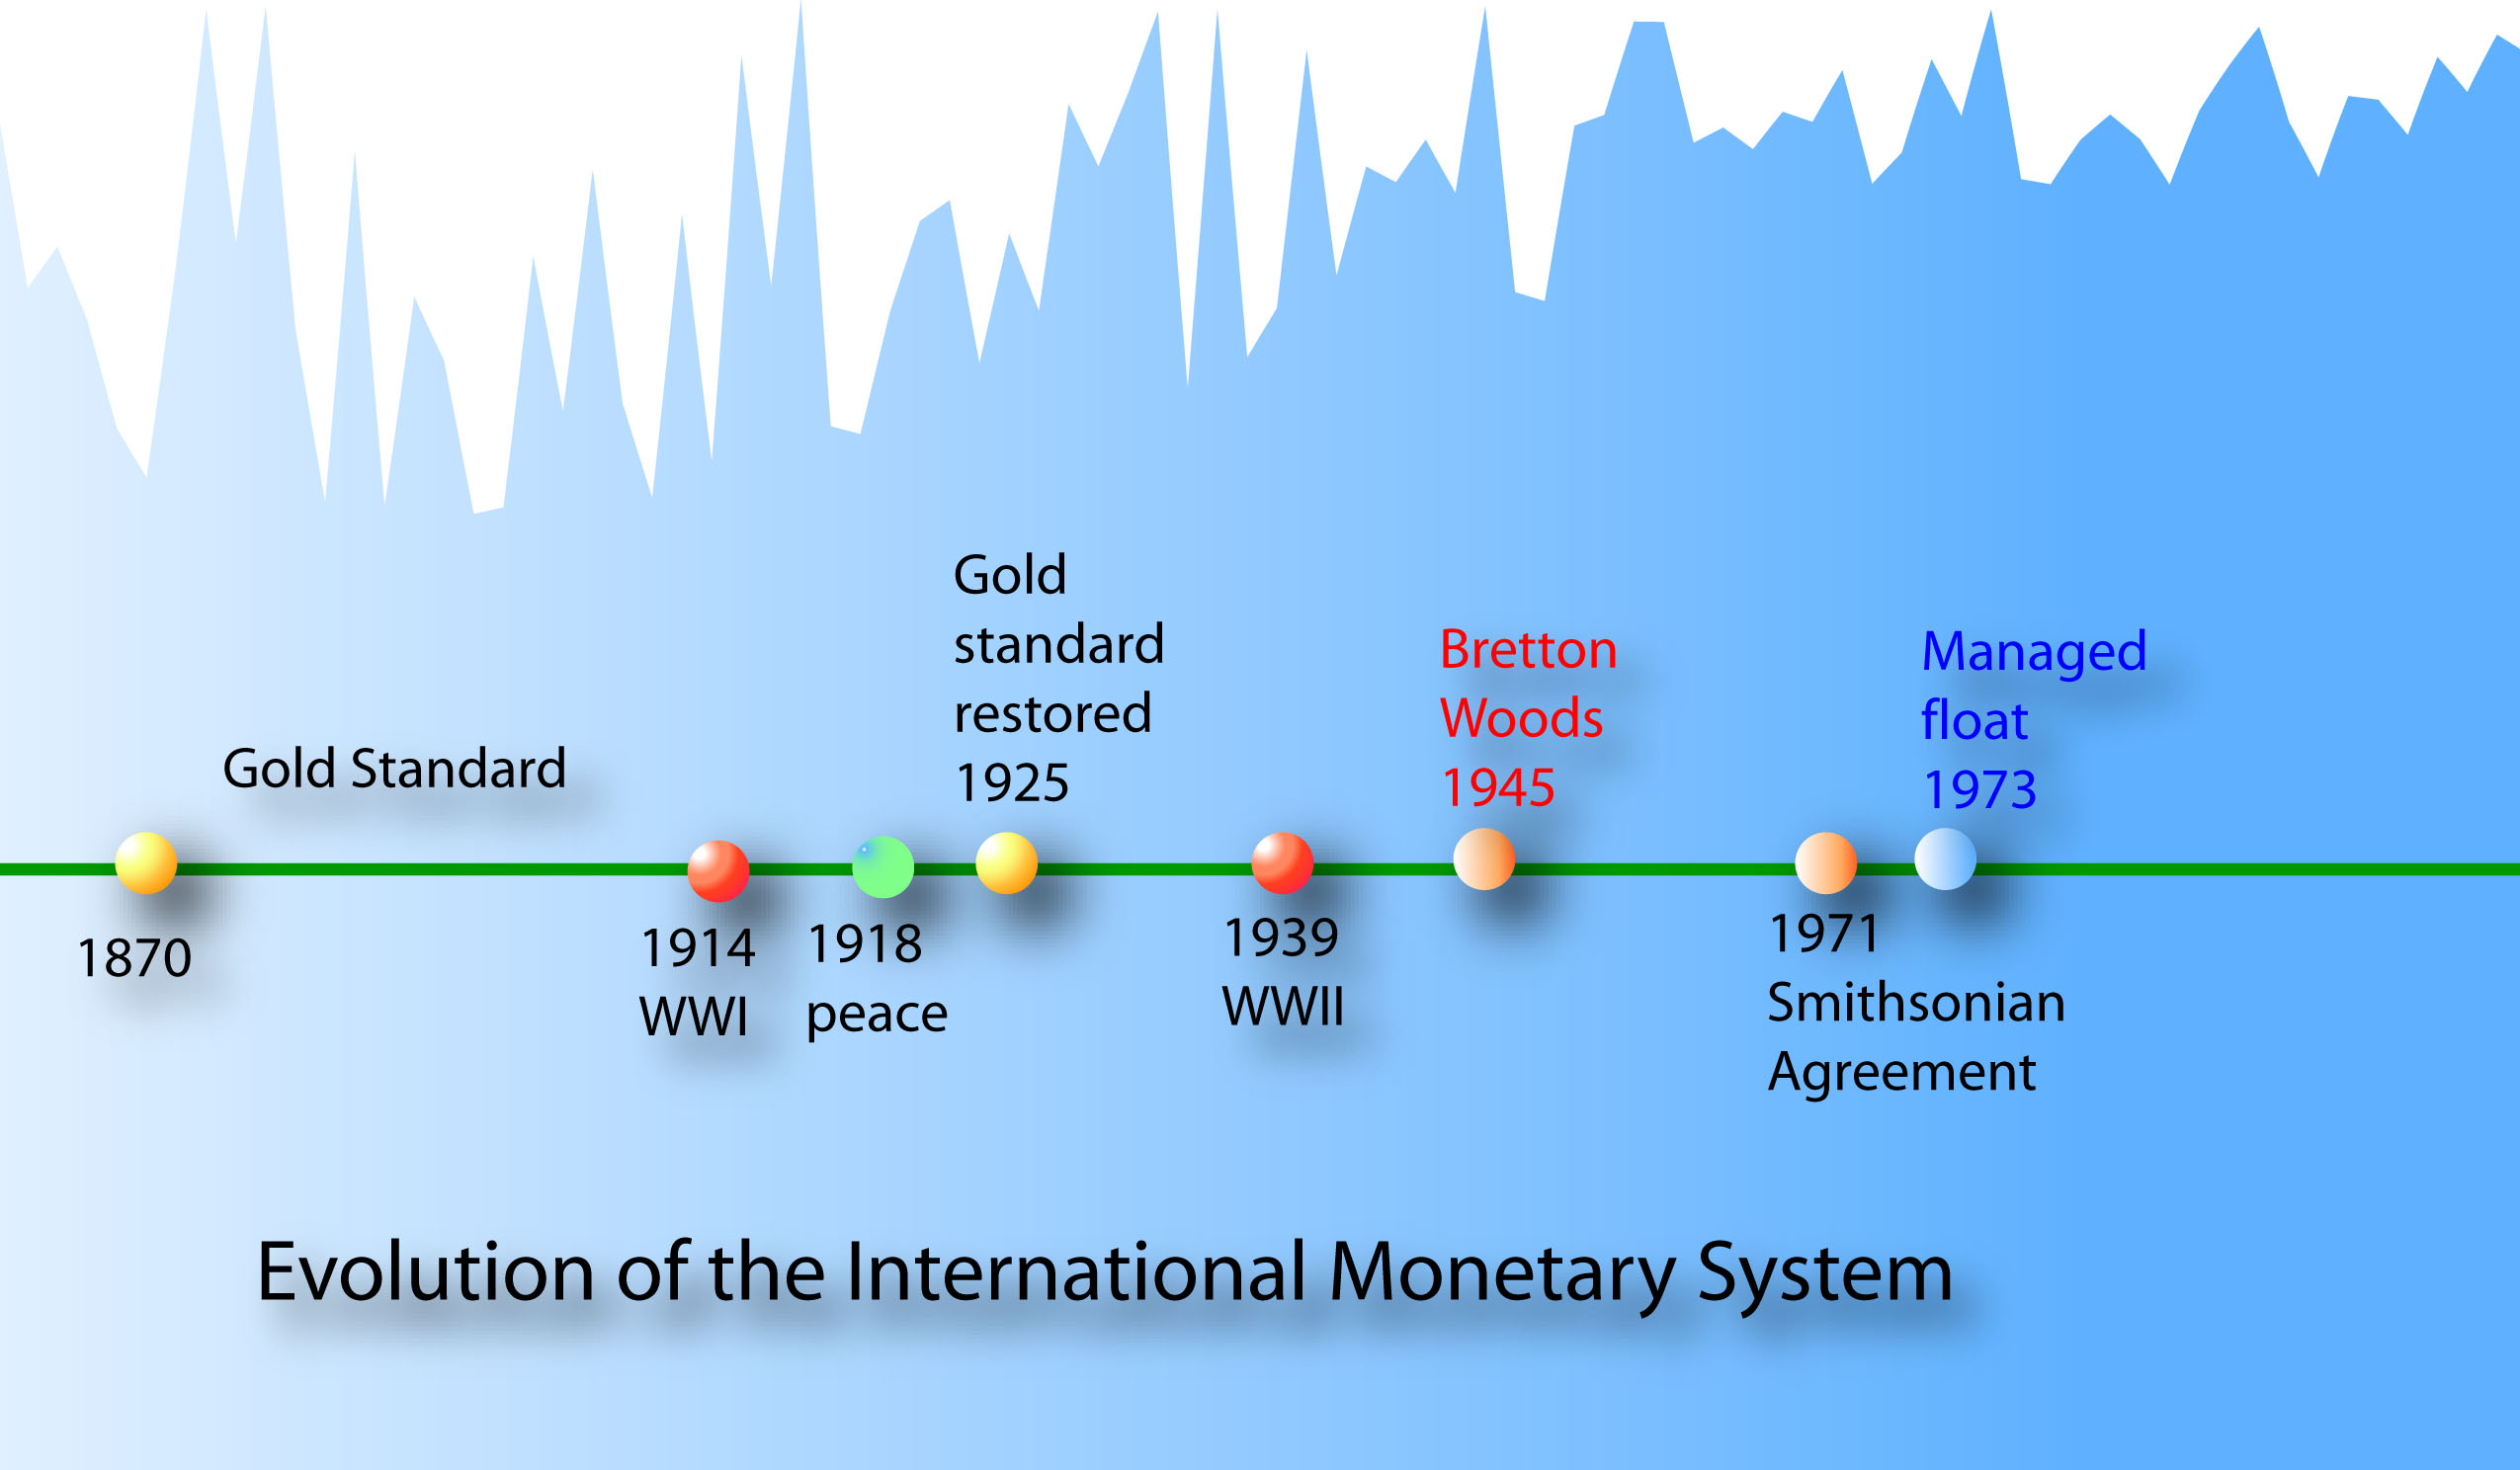 Gold Standard
1870
1914
WWI
1918
peace
Gold
standard
restored
1925
1939
WWII
Bretton
Woods
1945
1971
Smithsonian
Agreement
Managed
float
1973
Evolution of the International Monetary System